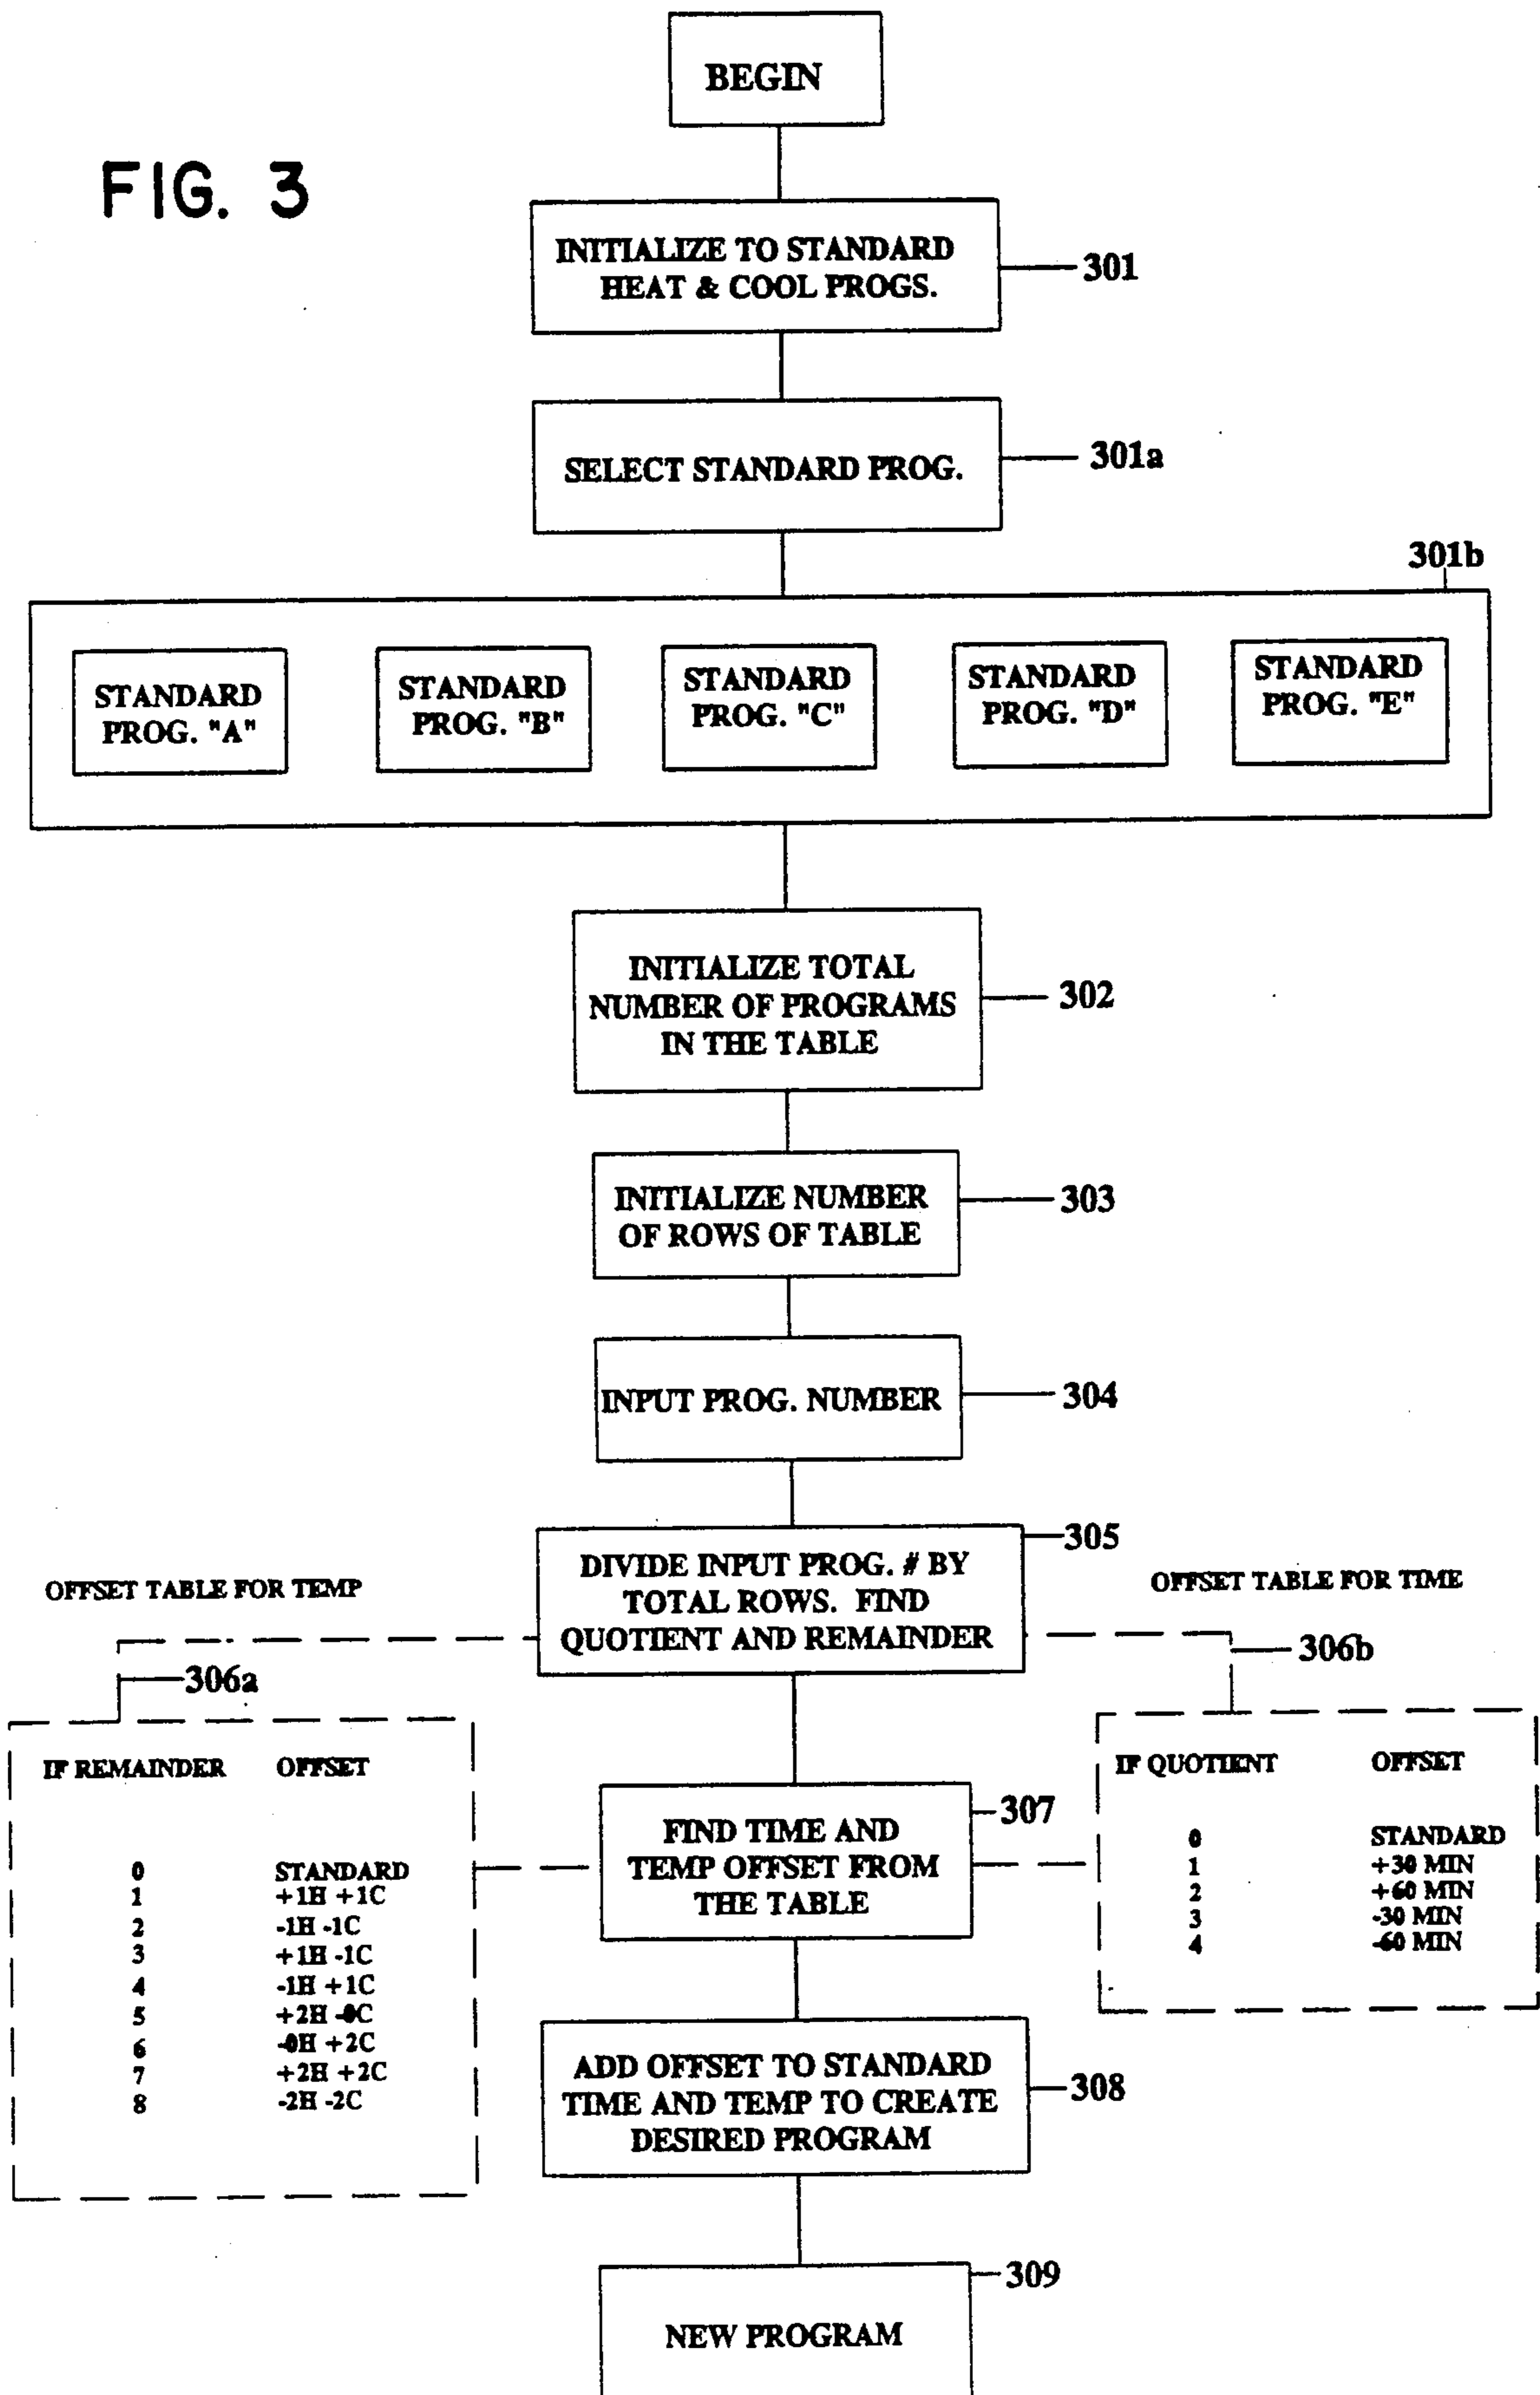 BEGIN
FIG. 3
INITIALIZE TO STANDARD
HEAT & COOL PROGS.
301
SELECT STANDARD PROG.
301a
301b
STANDARD
PROG. "A"
STANDARD
PROG. "B"
STANDARD
PROG. "C"
STANDARD
PROG. "D"
STANDARD
PROG. "E"
INITIALIZE TOTAL
NUMBER OF PROGRAMS
IN THE TABLE
302
INITIALIZE NUMBER
OF ROWS OF TABLE
303
INPUT PROG. NUMBER
304
DIVIDE INPUT PROG. # BY
TOTAL ROWS. FIND
QUOTIENT AND REMAINDER
305
OFFSET TABLE FOR TEMP
306a
IF REMAINDER OFFSET
0 STANDARD
1 +1H +1C
2 -1H -1C
3 +1H -1C
4 -1H +1C
5 +2H -0C
6 -0H +2C
7 +2H +2C
8 -2H -2C
OFFSET TABLE FOR TIME
306b
IF QUOTIENT OFFSET
0 STANDARD
1 +30 MIN
2 +60 MIN
3 -30 MIN
4 -60 MIN
FIND TIME AND
TEMP OFFSET FROM
THE TABLE
307
ADD OFFSET TO STANDARD
TIME AND TEMP TO CREATE
DESIRED PROGRAM
308
NEW PROGRAM
309